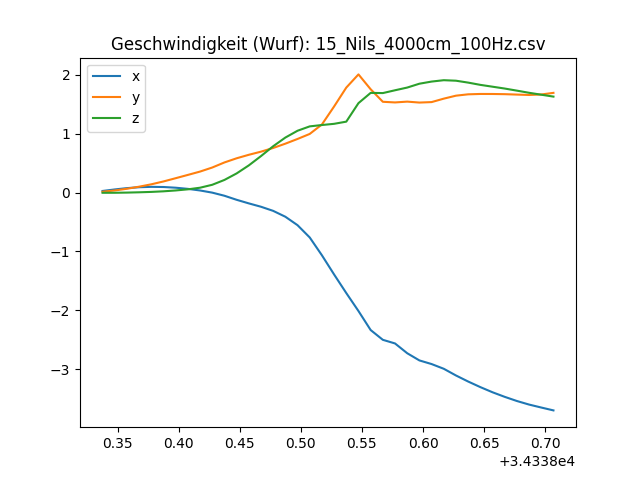 Geschwindigkeit (Wurf): 15_Nils_4000cm_100Hz.csv
x
y
z
2
1
0
−1
−2
−3
0.35 0.40 0.45 0.50 0.55 0.60 0.65 0.70
+3.4338e4